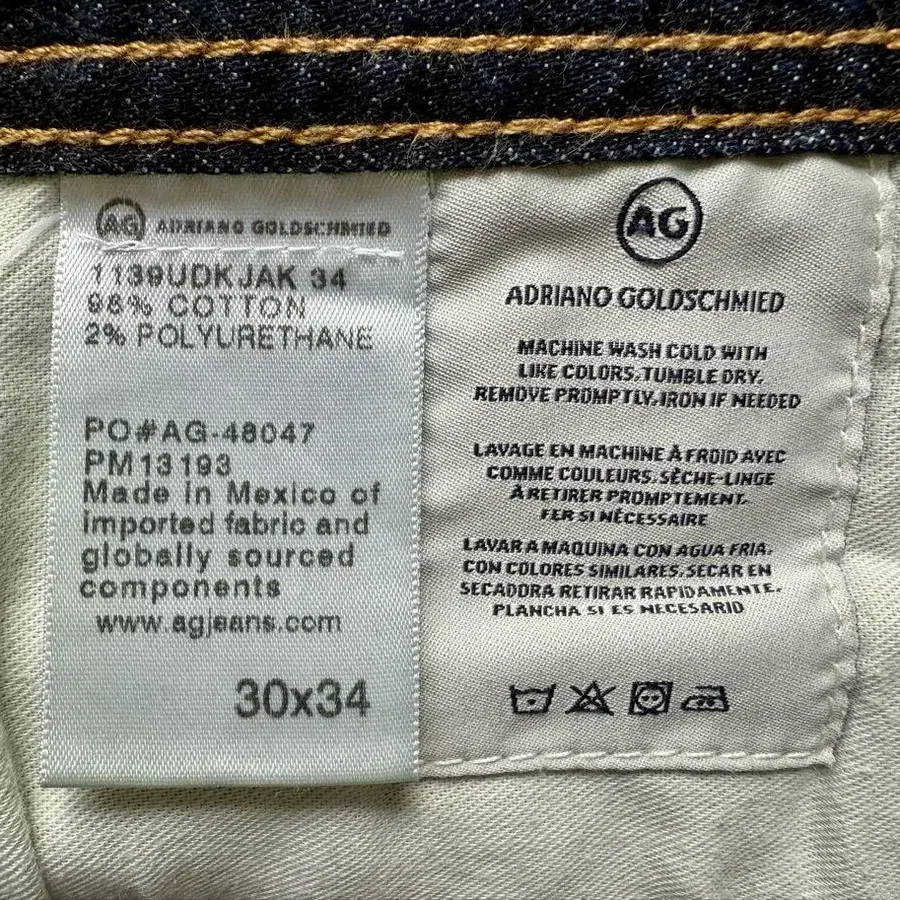 AG ADRIANO GOLDSCHMIED
1139UDKJAK 34
98% COTTON
2% POLYURETHANE
PO#AG-48047
PM13193
Made in Mexico of
imported fabric and
globally sourced
components
www.agjeans.com
30x34
AG
ADRIANO GOLDSCHMIED
MACHINE WASH COLD WITH
LIKE COLORS. TUMBLE DRY.
REMOVE PROMPTLY. IRON IF NEEDED
LAVAGE EN MACHINE À FROID AVEC
COMME COULEURS. SÈCHE-LINGE
À RETIRER PROMPTEMENT.
FER SI NÉCESSAIRE
LAVAR A MAQUINA CON AGUA FRIA.
CON COLORES SIMILARES. SECAR EN
SECADORA RETIRAR RAPIDAMENTE.
PLANCHA SI ES NECESARIO